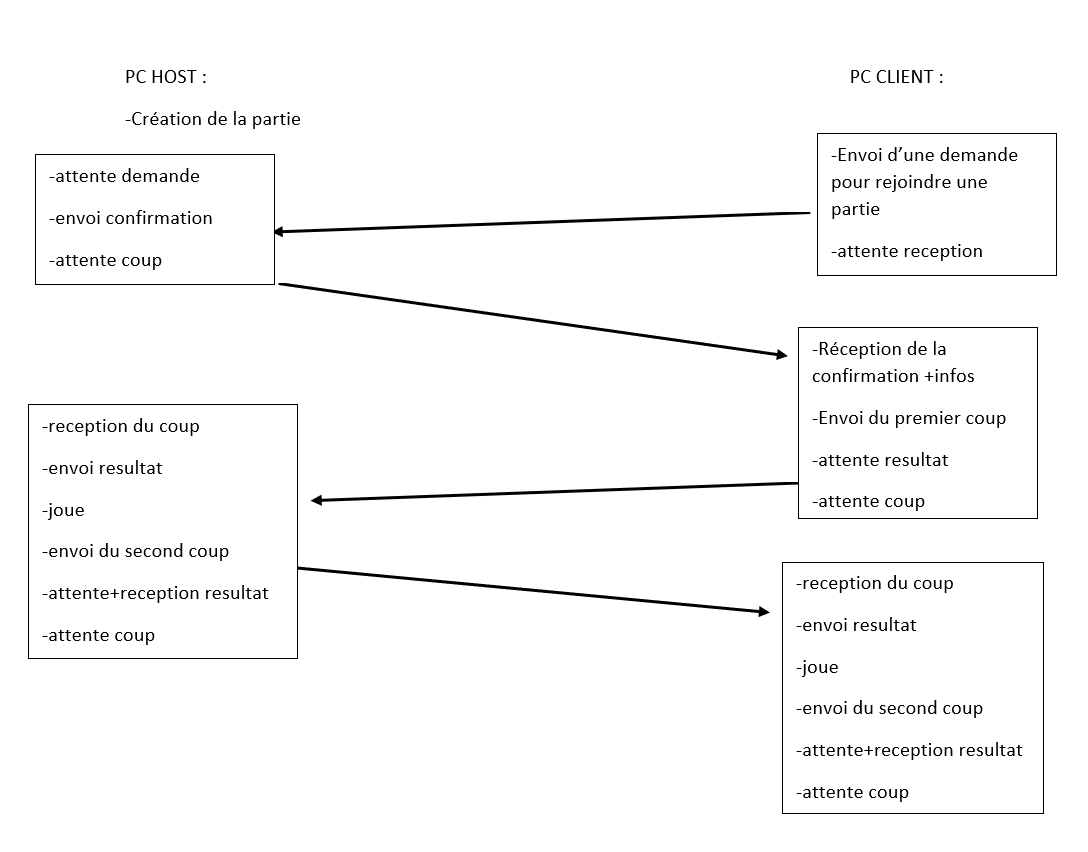 PC HOST :
-Création de la partie
-attente demande
-envoi confirmation
-attente coup
-reception du coup
-envoi resultat
-joue
-envoi du second coup
-attente+reception resultat
-attente coup
PC CLIENT :
-Envoi d’une demande
pour rejoindre une
partie
-attente reception
-Réception de la
confirmation +infos
-Envoi du premier coup
-attente resultat
-attente coup
-reception du coup
-envoi resultat
-joue
-envoi du second coup
-attente+reception resultat
-attente coup